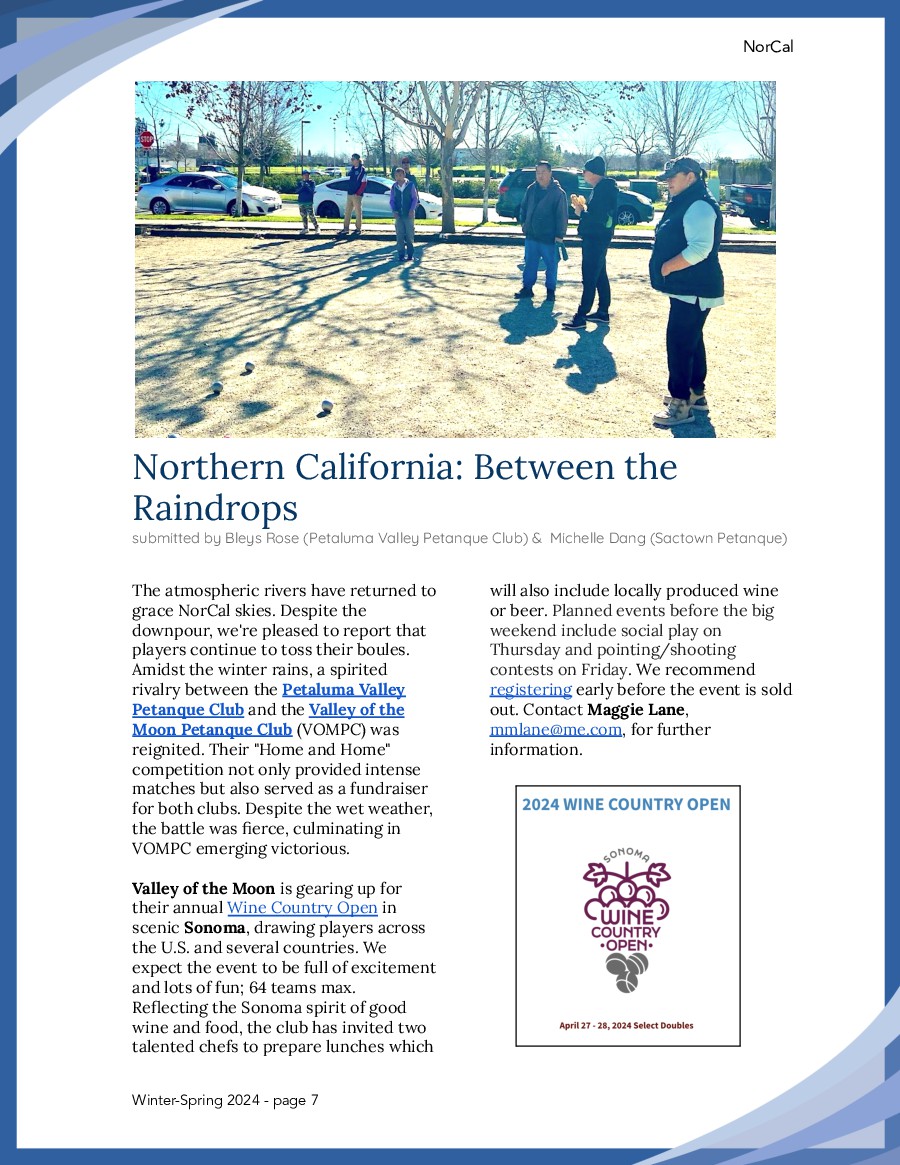 NorCal
STOP
Northern California: Between the
Raindrops
submitted by Bleys Rose (Petaluma Valley Petanque Club) &  Michelle Dang (Sactown Petanque)
The atmospheric rivers have returned to
grace NorCal skies. Despite the
downpour, we're pleased to report that
players continue to toss their boules.
Amidst the winter rains, a spirited
rivalry between the Petaluma Valley
Petanque Club and the Valley of the
Moon Petanque Club (VOMPC) was
reignited. Their "Home and Home"
competition not only provided intense
matches but also served as a fundraiser
for both clubs. Despite the wet weather,
the battle was fierce, culminating in
VOMPC emerging victorious.
Valley of the Moon is gearing up for
their annual Wine Country Open in
scenic Sonoma, drawing players across
the U.S. and several countries. We
expect the event to be full of excitement
and lots of fun; 64 teams max.
Reflecting the Sonoma spirit of good
wine and food, the club has invited two
talented chefs to prepare lunches which
will also include locally produced wine
or beer. Planned events before the big
weekend include social play on
Thursday and pointing/shooting
contests on Friday. We recommend
registering early before the event is sold
out. Contact Maggie Lane,
mmlane@me.com, for further
information.
2024 WINE COUNTRY OPEN
SONOMA
WINE
COUNTRY
•OPEN•
April 27 - 28, 2024 Select Doubles
Winter-Spring 2024 - page 7